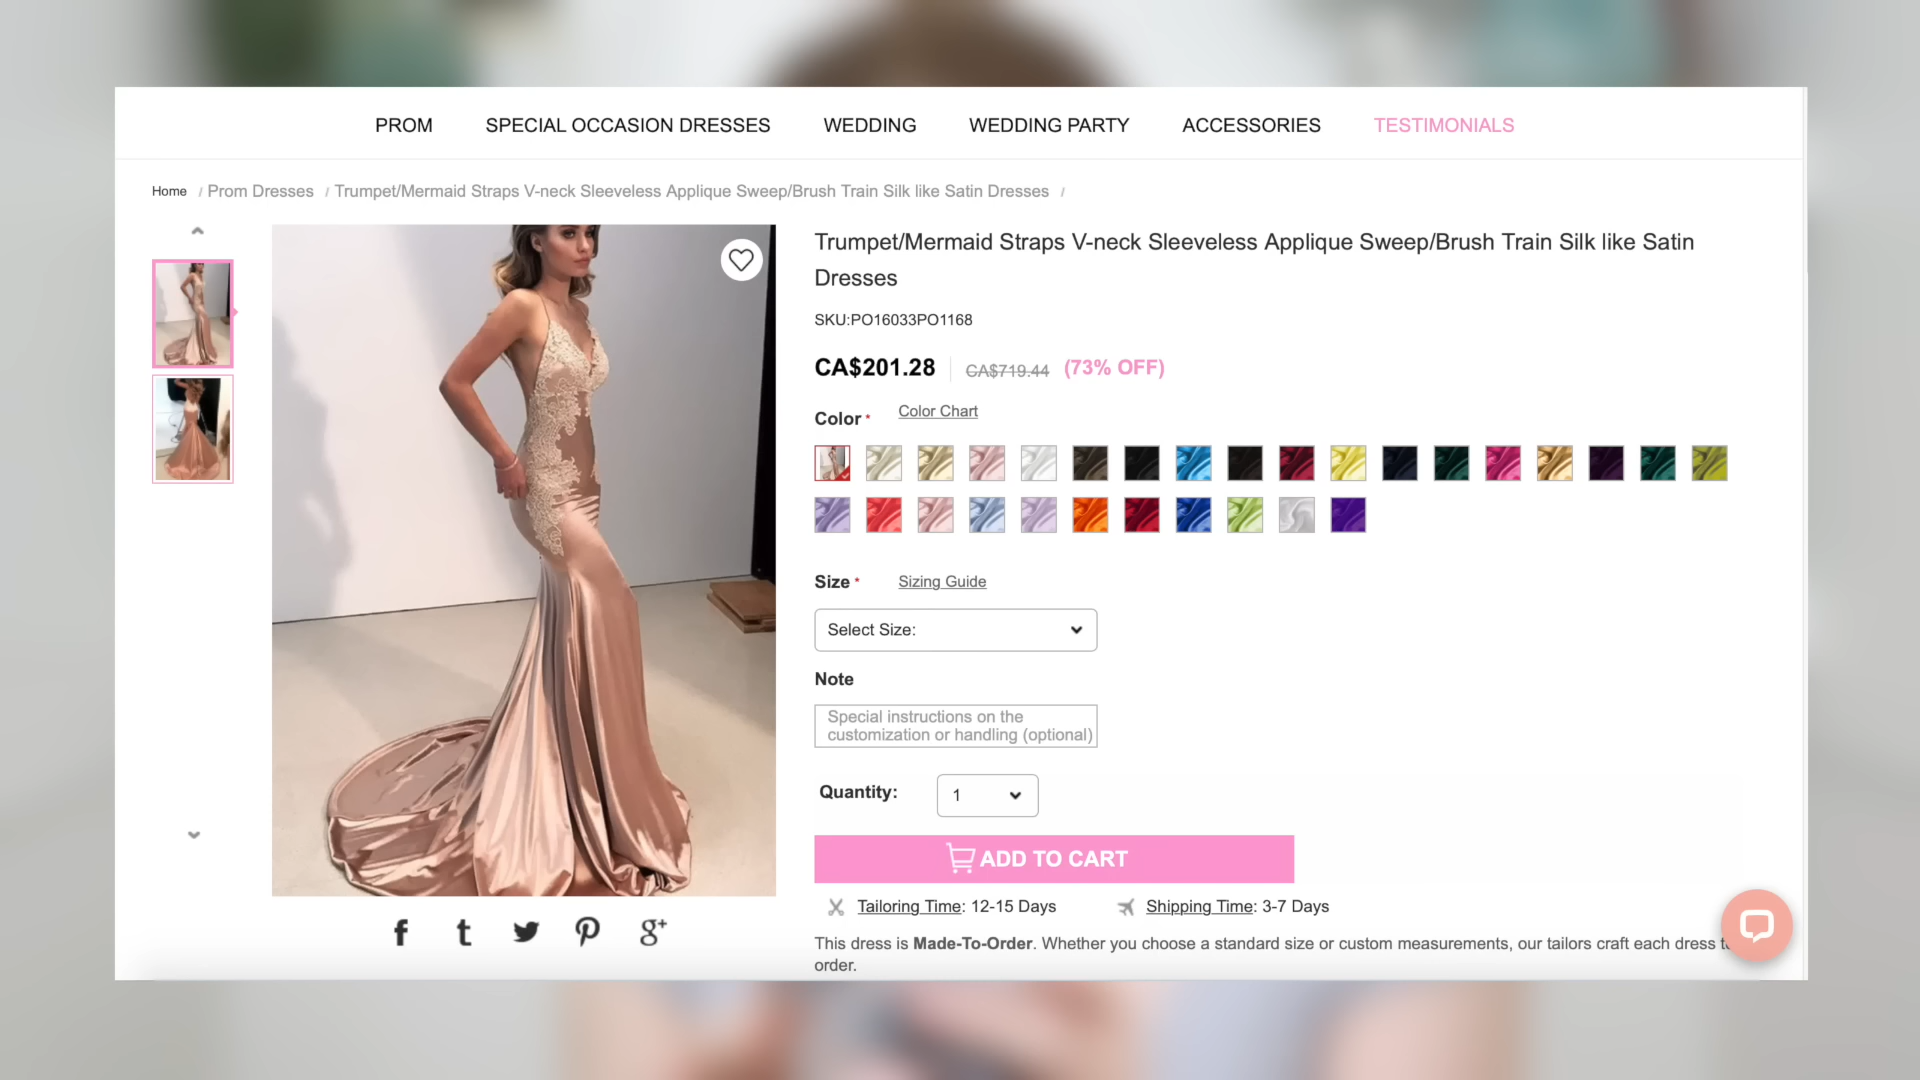 PROM SPECIAL OCCASION DRESSES WEDDING WEDDING PARTY ACCESSORIES TESTIMONIALS
Home / Prom Dresses / Trumpet/Mermaid Straps V-neck Sleeveless Applique Sweep/Brush Train Silk like Satin Dresses /
Trumpet/Mermaid Straps V-neck Sleeveless Applique Sweep/Brush Train Silk like Satin
Dresses
SKU:PO16033PO1168
CA$201.28 CA$719.44 (73% OFF)
Color * Color Chart
Size * Sizing Guide
Select Size:
Note
Special instructions on the
customization or handling (optional)
Quantity: 1
ADD TO CART
Tailoring Time: 12-15 Days Shipping Time: 3-7 Days
This dress is Made-To-Order. Whether you choose a standard size or custom measurements, our tailors craft each dress
order.